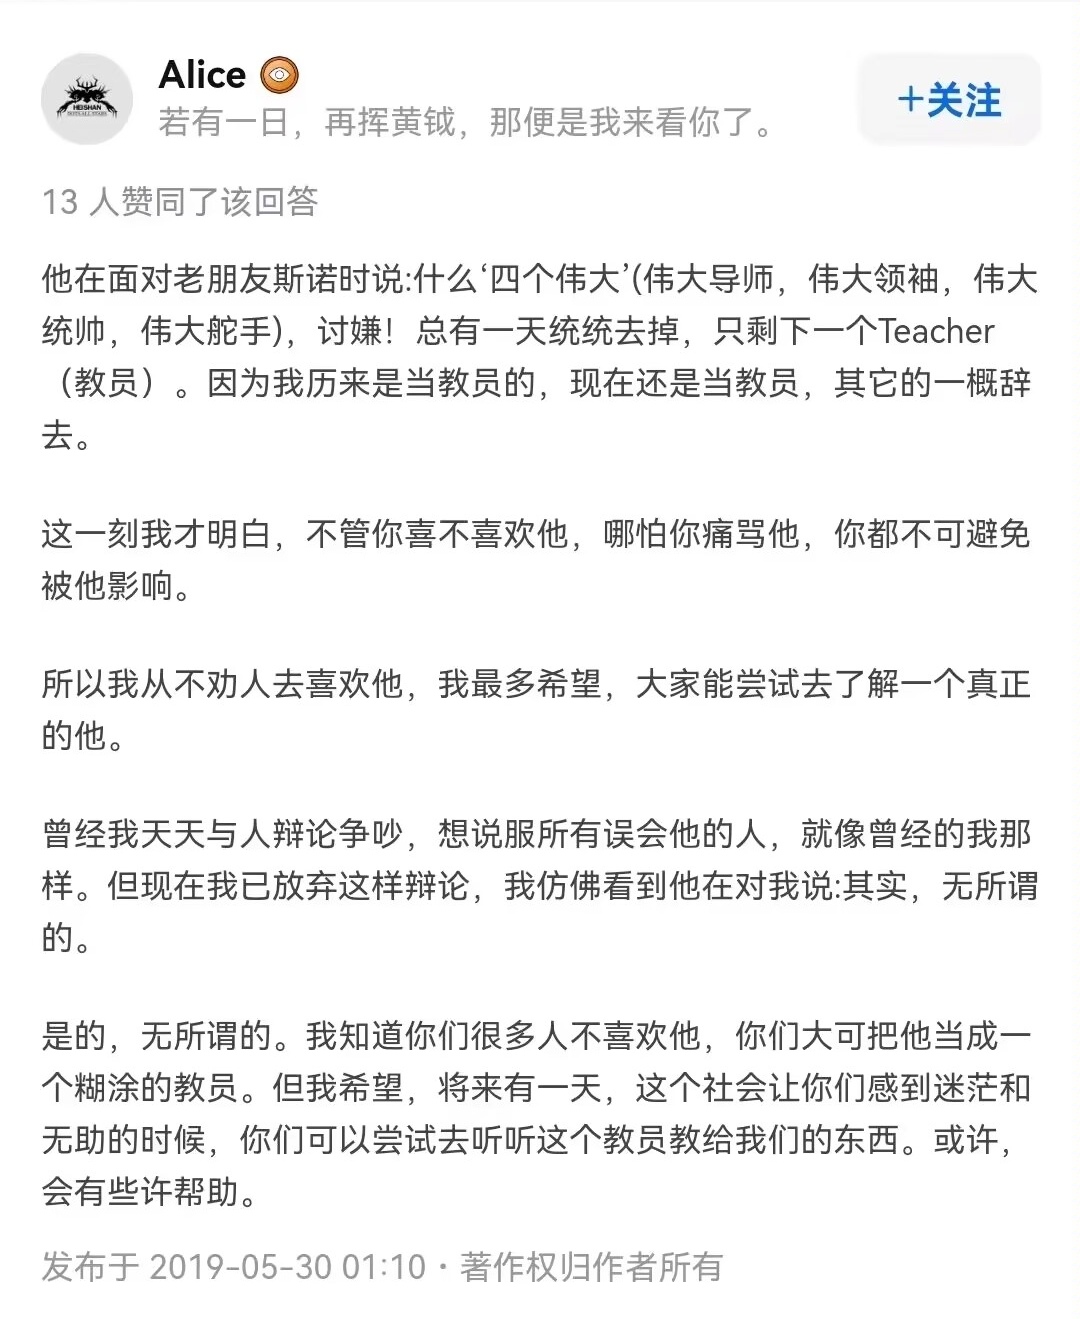 HEISHAN
Alice
若有一日，再挥黄钺，那便是我来看你了。
+关注
13 人赞同了该回答
他在面对老朋友斯诺时说:什么‘四个伟大’(伟大导师，伟大领袖，伟大
统帅，伟大舵手)，讨嫌！总有一天统统去掉，只剩下一个Teacher
（教员）。因为我历来是当教员的，现在还是当教员，其它的一概辞
去。
这一刻我才明白，不管你喜不喜欢他，哪怕你痛骂他，你都不可避免
被他影响。
所以我从不劝人去喜欢他，我最多希望，大家能尝试去了解一个真正
的他。
曾经我天天与人辩论争吵，想说服所有误会他的人，就像曾经的我那
样。但现在我已放弃这样辩论，我仿佛看到他在对我说:其实，无所谓
的。
是的，无所谓的。我知道你们很多人不喜欢他，你们大可把他当成一
个糊涂的教员。但我希望，将来有一天，这个社会让你们感到迷茫和
无助的时候，你们可以尝试去听听这个教员教给我们的东西。或许，
会有些许帮助。
发布于 2019-05-30 01:10・著作权归作者所有